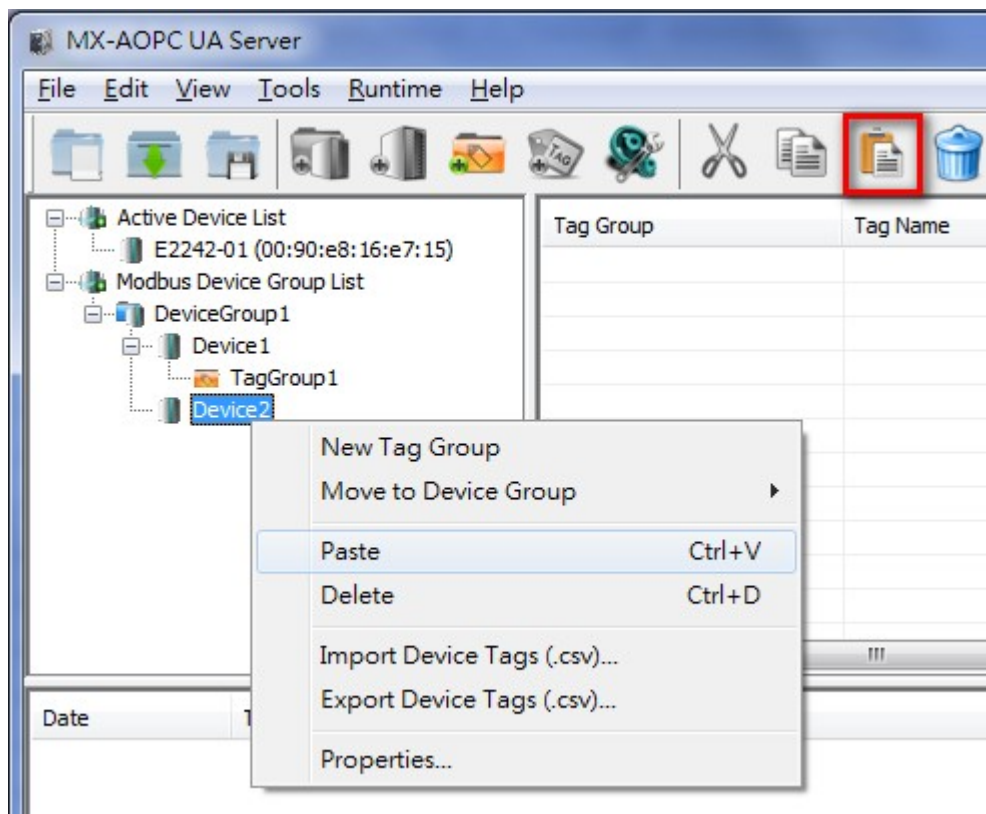 MX-AOPC UA Server
File Edit View Tools Runtime Help
TAG
Active Device List
E2242-01 (00:90:e8:16:e7:15)
Modbus Device Group List
DeviceGroup1
Device1
TagGroup1
Device2
Tag Group Tag Name
New Tag Group
Move to Device Group
Paste Ctrl+V
Delete Ctrl+D
Import Device Tags (.csv)...
Export Device Tags (.csv)...
Properties...
Date